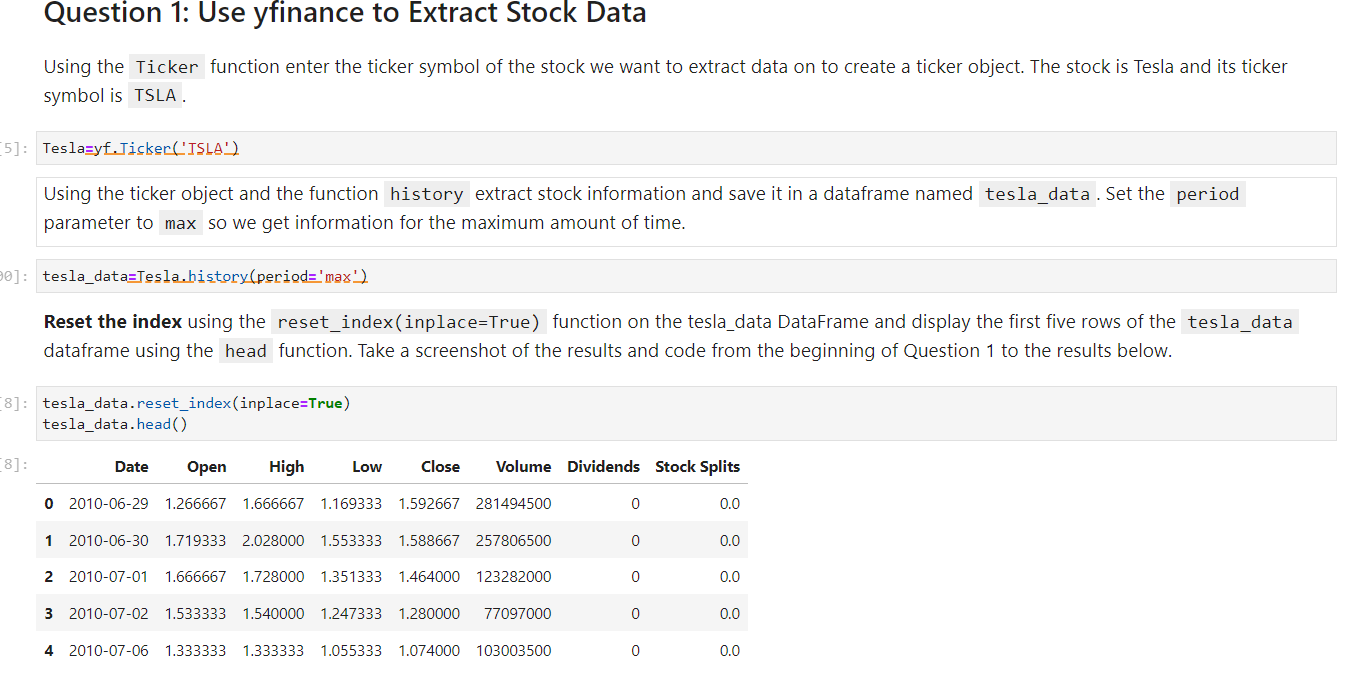 Question 1: Use yfinance to Extract Stock Data
Using the Ticker function enter the ticker symbol of the stock we want to extract data on to create a ticker object. The stock is Tesla and its ticker
symbol is TSLA .
5]: Tesla=yf.Ticker('TSLA')
Using the ticker object and the function history extract stock information and save it in a dataframe named tesla_data . Set the period
parameter to max so we get information for the maximum amount of time.
00]: tesla_data=Tesla.history(period='max')
Reset the index using the reset_index(inplace=True) function on the tesla_data DataFrame and display the first five rows of the tesla_data
dataframe using the head function. Take a screenshot of the results and code from the beginning of Question 1 to the results below.
[8]: tesla_data.reset_index(inplace=True)
tesla_data.head()
[8]: Date Open High Low Close Volume Dividends Stock Splits
0 2010-06-29 1.266667 1.666667 1.169333 1.592667 281494500 0 0.0
1 2010-06-30 1.719333 2.028000 1.553333 1.588667 257806500 0 0.0
2 2010-07-01 1.666667 1.728000 1.351333 1.464000 123282000 0 0.0
3 2010-07-02 1.533333 1.540000 1.247333 1.280000 77097000 0 0.0
4 2010-07-06 1.333333 1.333333 1.055333 1.074000 103003500 0 0.0